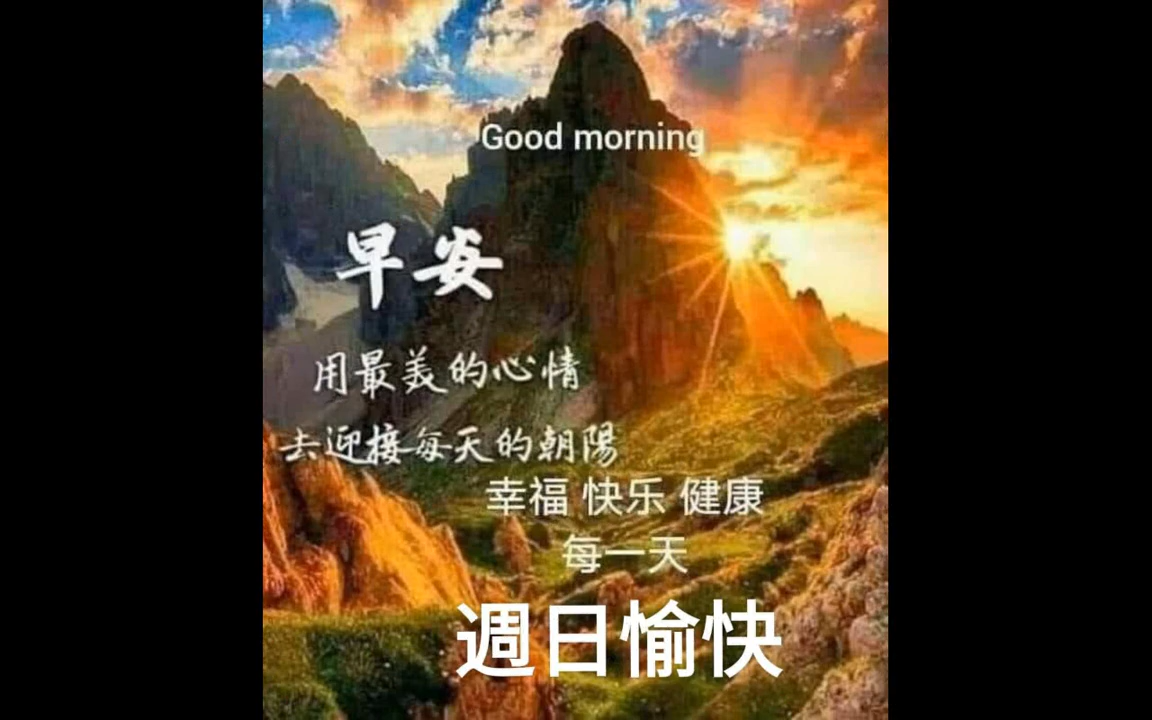 Good morning
早安
用最美的心情
去迎接每天的朝陽
幸福 快乐 健康
每一天
週日愉快